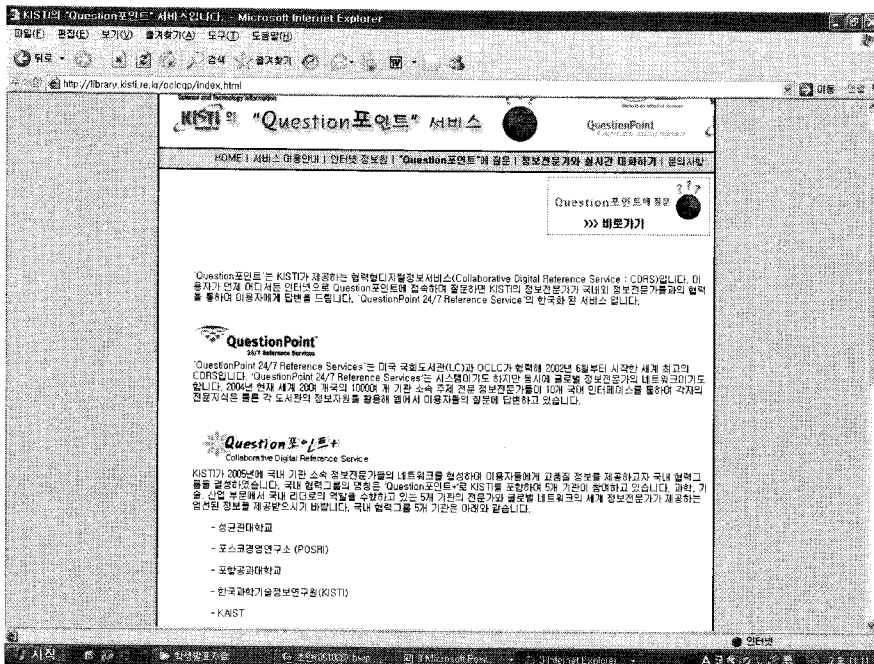 KISTI의 "Question포인트" 서비스입니다. - Microsoft Internet Explorer
파일(F) 편집(E) 보기(V) 즐겨찾기(A) 도구(T) 도움말(H)
뒤로 검색 즐겨찾기
http://library.kisti.re.kr/oclcqp/index.html 이동
Science and Technology Information
KISTI의 "Question포인트" 서비스 QuestionPoint
HOME | 서비스 이용안내 | 인터넷 정보원 | "Question포인트"에 질문 | 정보전문가와 실시간 대화하기 | 문의사항
Question포인트에 질문
>>> 바로가기
'Question포인트'는 KISTI가 제공하는 협력형디지털정보서비스(Collaborative Digital Reference Service : CDRS)입니다. 이
용자가 언제 어디서든 인터넷으로 Question포인트에 접속하여 질문하면 KISTI의 정보전문가가 국내외 정보전문가들과의 협력
을 통하여 이용자에게 답변을 드립니다. 'QuestionPoint 24/7 Reference Service'의 한국화 된 서비스 입니다.
QuestionPoint
24/7 Reference Services
'QuestionPoint 24/7 Reference Services'는 미국 국회도서관(LC)과 OCLC가 협력해 2002년 6월부터 시작한 세계 최고의
CDRS입니다. 'QuestionPoint 24/7 Reference Services'는 시스템이기도 하지만 동시에 글로벌 정보전문가의 네트워크이기도
합니다. 2004년 현재 세계 20여 개국의 1000여 개 기관 소속 주제 전문 정보전문가들이 10개 국어 인터페이스를 통하여 각자의
전문지식은 물론 각 도서관의 정보자원을 활용해 웹에서 이용자들의 질문에 답변하고 있습니다.
Question포인트+
Collaborative Digital Reference Service
KISTI가 2005년에 국내 기관 소속 정보전문가들의 네트워크를 형성하여 이용자들에게 고품질 정보를 제공하고자 국내 협력그
룹을 결성하였습니다. 국내 협력그룹의 명칭은 'Question포인트+'로 KISTI를 포함하여 5개 기관이 참여하고 있습니다. 과학, 기
술, 산업 부문에서 국내 리더로의 역할을 수행하고 있는 5개 기관의 전문가와 글로벌 네트워크의 세계 정보전문가가 제공하는
엄선된 정보를 제공받으시기 바랍니다. 국내 협력그룹 5개 기관은 아래와 같습니다.
- 성균관대학교
- 포스코경영연구소 (POSRI)
- 포항공과대학교
- 한국과학기술정보연구원(KISTI)
- KAIST
인터넷
시작 3 Microsoft Pow... 3 Internet Explorer